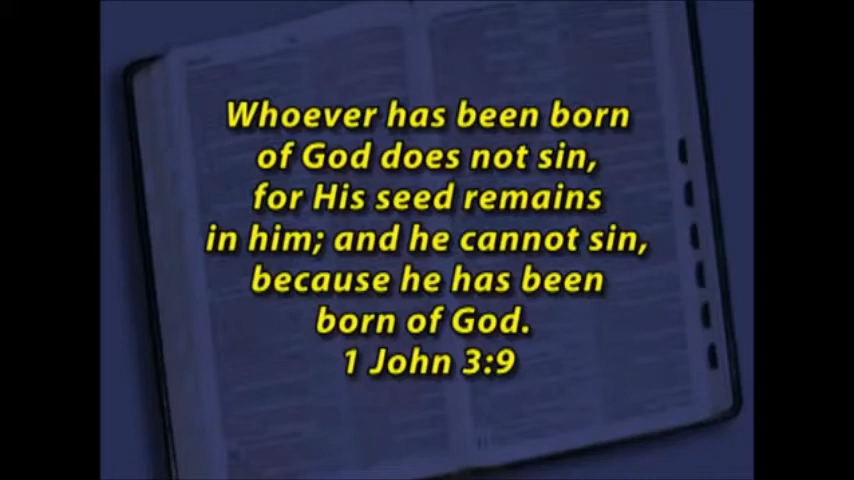 Whoever has been born
of God does not sin,
for His seed remains
in him; and he cannot sin,
because he has been
born of God.
1 John 3:9